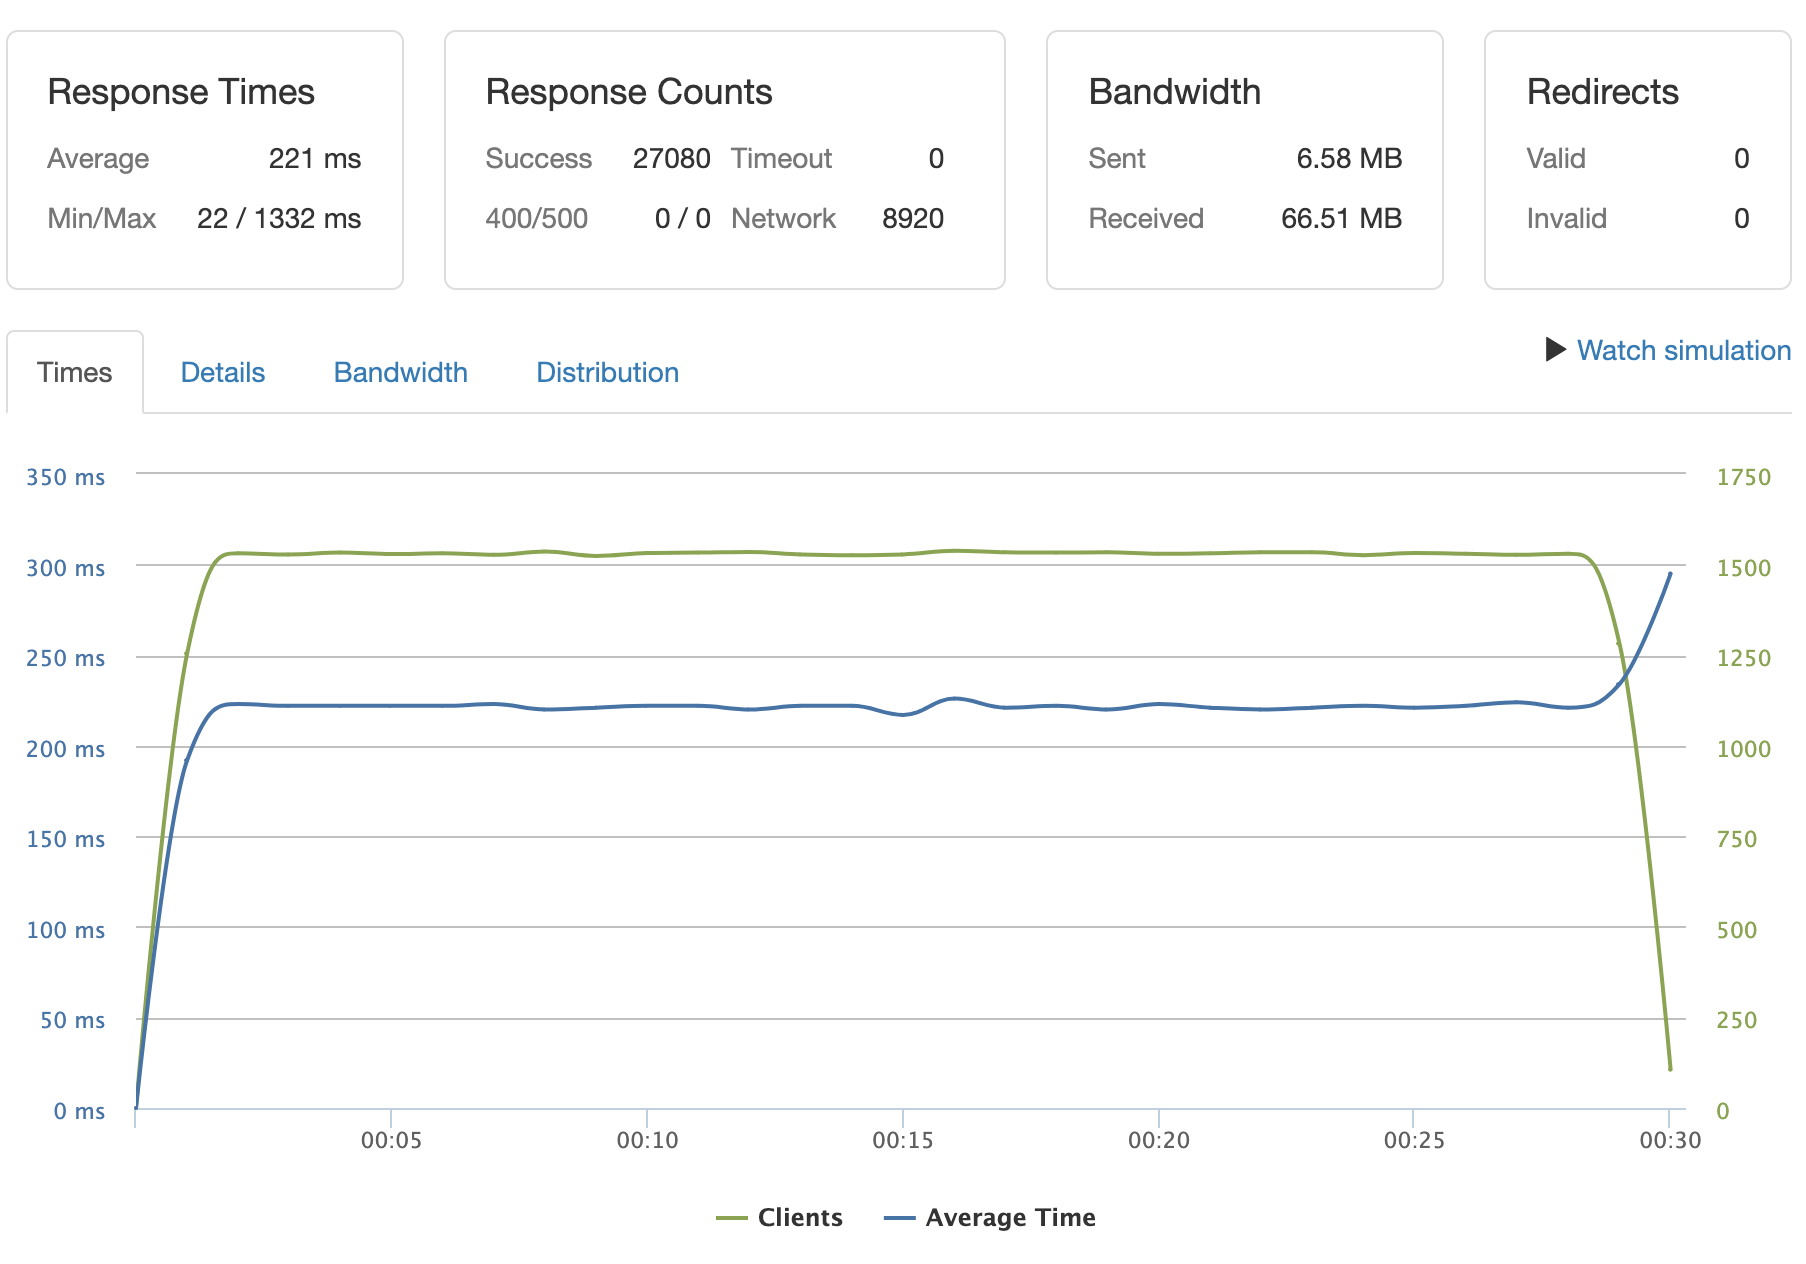 Response Times
Average 221 ms
Min/Max 22 / 1332 ms
Response Counts
Success 27080 Timeout 0
400/500 0 / 0 Network 8920
Bandwidth
Sent 6.58 MB
Received 66.51 MB
Redirects
Valid 0
Invalid 0
Times Details Bandwidth Distribution
Watch simulation
350 ms 1750
300 ms 1500
250 ms 1250
200 ms 1000
150 ms 750
100 ms 500
50 ms 250
0 ms 0
00:05 00:10 00:15 00:20 00:25 00:30
Clients Average Time